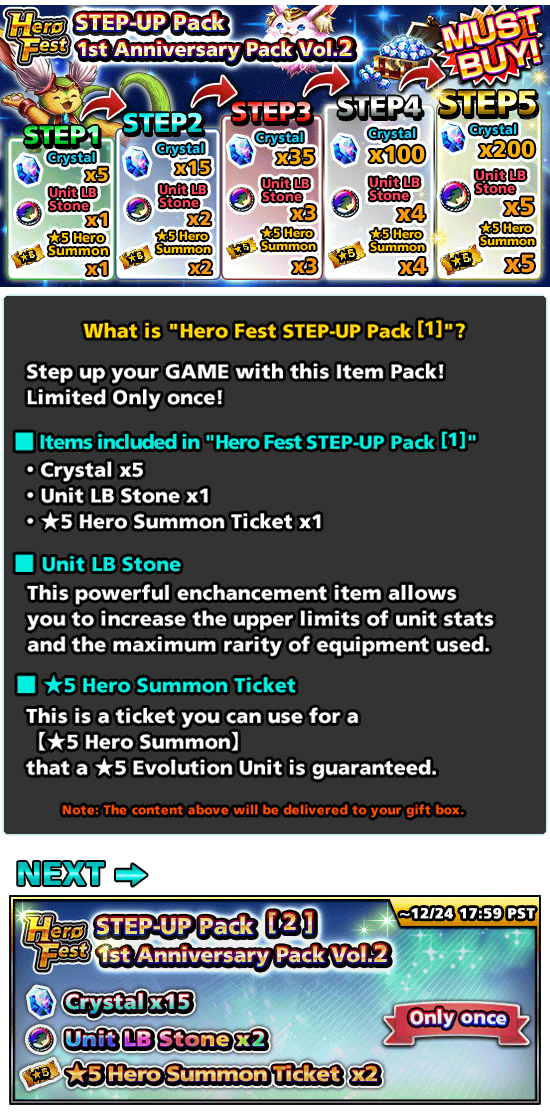 Hero Fest
STEP-UP Pack
1st Anniversary Pack Vol.2
MUST BUY!
STEP1
Crystal
x5
Unit LB
Stone
x1
★5 Hero
Summon
x1
STEP2
Crystal
x15
Unit LB
Stone
x2
★5 Hero
Summon
x2
STEP3
Crystal
x35
Unit LB
Stone
x3
★5 Hero
Summon
x3
STEP4
Crystal
x100
Unit LB
Stone
x4
★5 Hero
Summon
x4
STEP5
Crystal
x200
Unit LB
Stone
x5
★5 Hero
Summon
x5
What is "Hero Fest STEP-UP Pack [1]"?
Step up your GAME with this Item Pack!
Limited Only once!
■ Items included in "Hero Fest STEP-UP Pack [1]"
• Crystal x5
• Unit LB Stone x1
• ★5 Hero Summon Ticket x1
■ Unit LB Stone
This powerful enchancement item allows
you to increase the upper limits of unit stats
and the maximum rarity of equipment used.
■ ★5 Hero Summon Ticket
This is a ticket you can use for a
【★5 Hero Summon】
that a ★5 Evolution Unit is guaranteed.
Note: The content above will be delivered to your gift box.
NEXT ➡
~12/24 17:59 PST
Hero Fest
STEP-UP Pack [2]
1st Anniversary Pack Vol.2
Crystal x15
Unit LB Stone x2
★5 Hero Summon Ticket x2
Only once